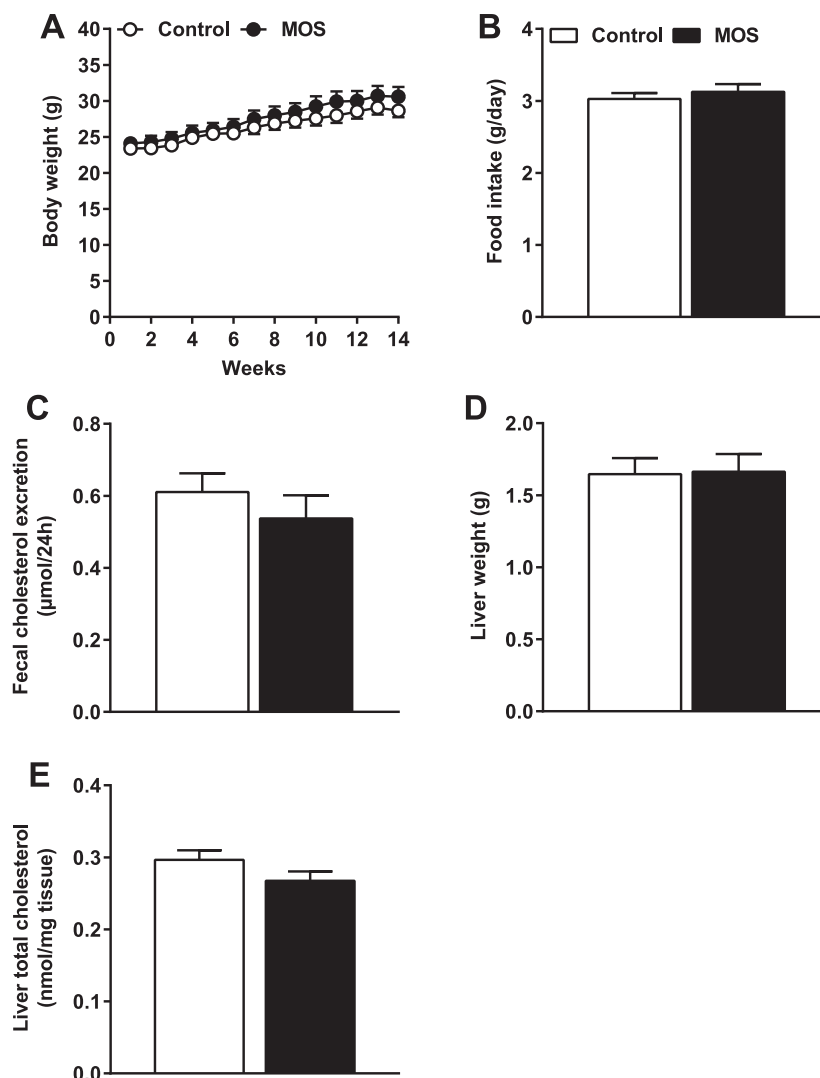 A
Control MOS
Body weight (g)
40
35
30
25
20
15
10
5
0
0 2 4 6 8 10 12 14
Weeks
B
Control MOS
Food intake (g/day)
4
3
2
1
0
C
Fecal cholesterol excretion
(μmol/24h)
0.8
0.6
0.4
0.2
0.0
D
Liver weight (g)
2.0
1.5
1.0
0.5
0.0
E
Liver total cholesterol
(nmol/mg tissue)
0.4
0.3
0.2
0.1
0.0